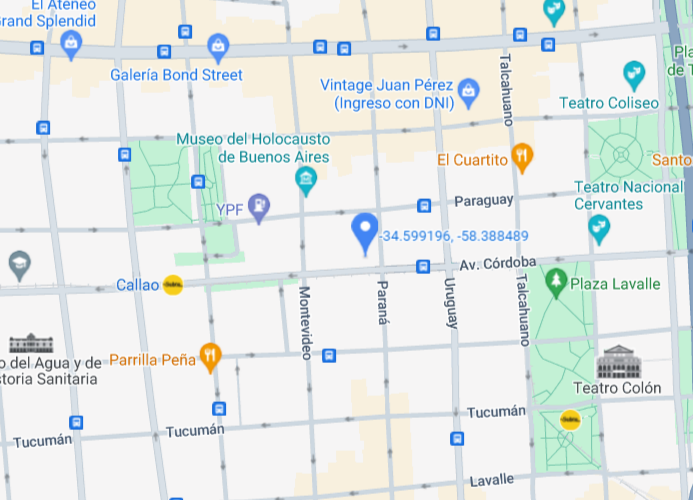 El Ateneo
Grand Splendid
Galería Bond Street
Vintage Juan Pérez
(Ingreso con DNI)
Talcahuano
Teatro Coliseo
Museo del Holocausto
de Buenos Aires
El Cuartito
Paraguay
YPF
Teatro Nacional
Cervantes
-34.599196, -58.388489
Av. Córdoba
Callao
Plaza Lavalle
Montevideo
Paraná
Uruguay
Talcahuano
Parrilla Peña
o del Agua y de
storia Sanitaria
Teatro Colón
Tucumán
Tucumán
Tucumán
Lavalle
Santo
Pla
de T